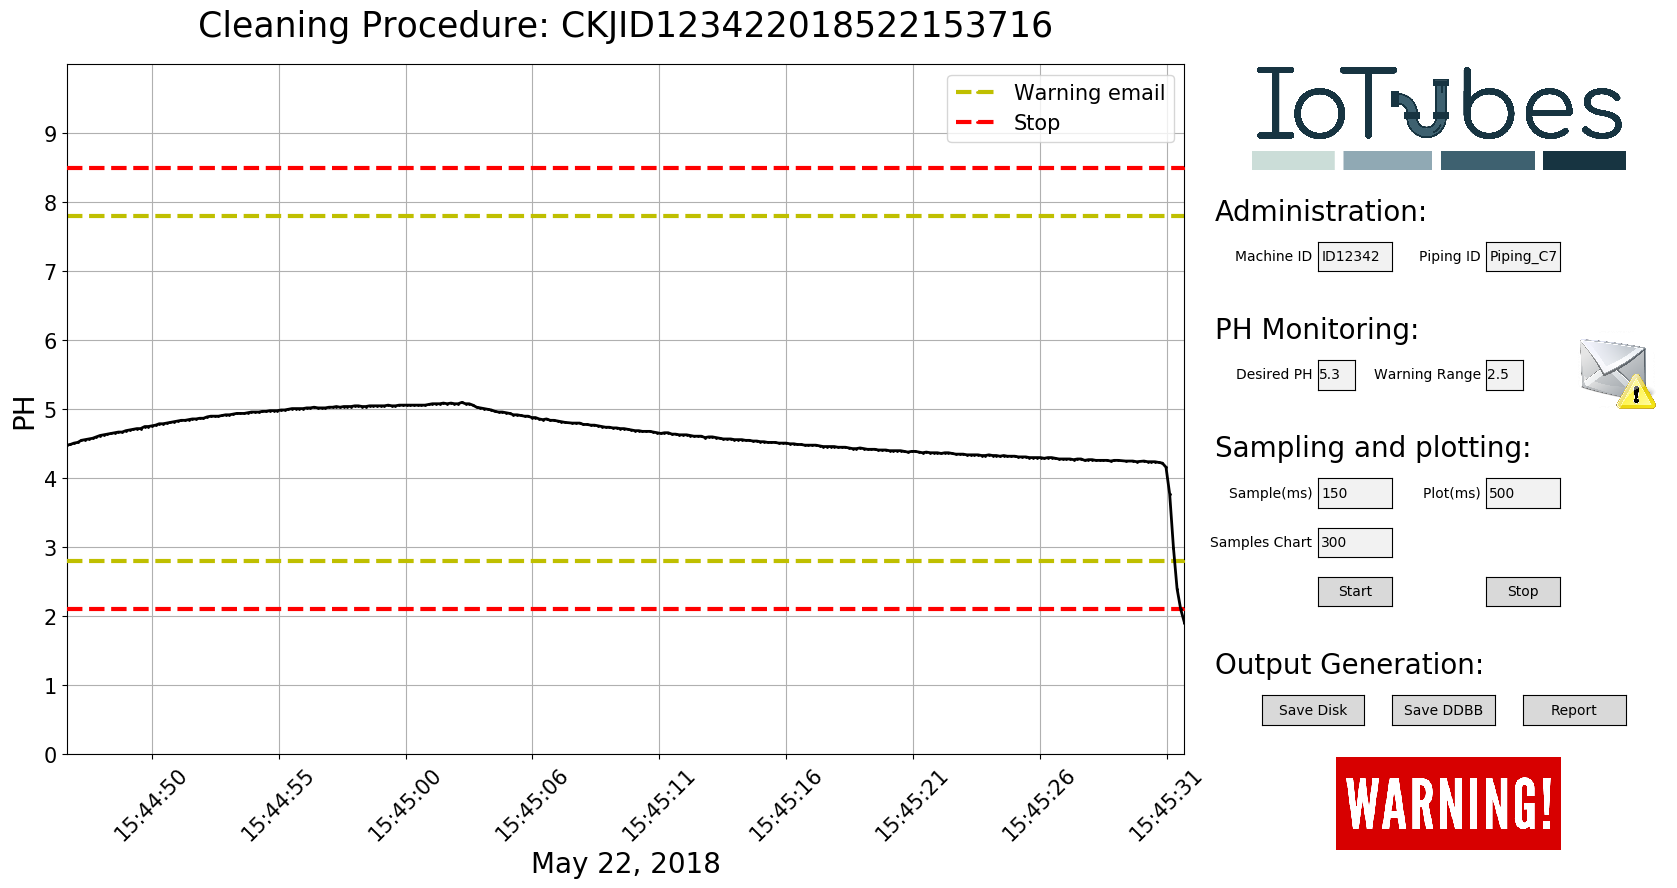 Cleaning Procedure: CKJID123422018522153716
Warning email
Stop
PH
9
8
7
6
5
4
3
2
1
0
15:44:50
15:44:55
15:45:00
15:45:06
15:45:11
15:45:16
15:45:21
15:45:26
15:45:31
May 22, 2018
IoTubes
Administration:
Machine ID ID12342 Piping ID Piping_C7
PH Monitoring:
Desired PH 5.3 Warning Range 2.5
Sampling and plotting:
Sample(ms) 150 Plot(ms) 500
Samples Chart 300
Start Stop
Output Generation:
Save Disk Save DDBB Report
WARNING!